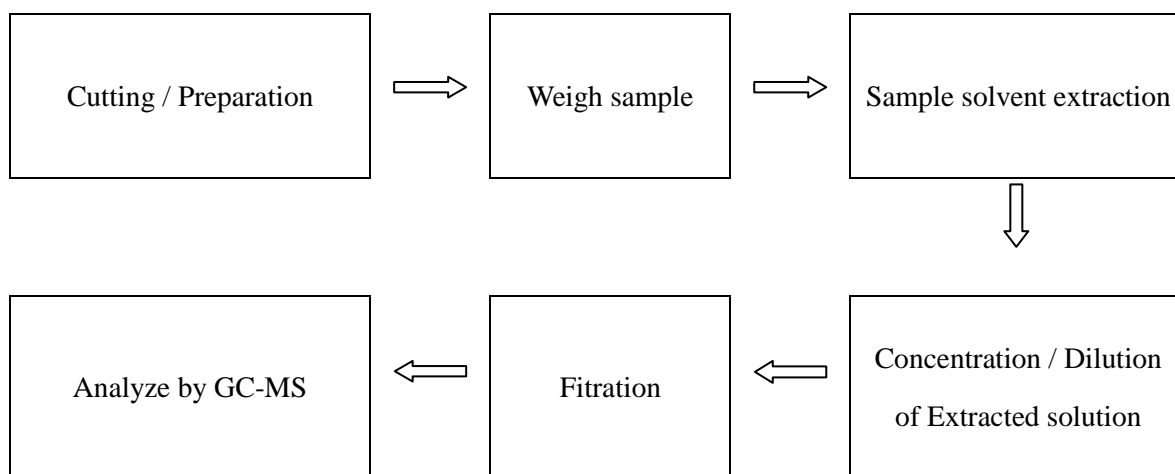 Cutting / Preparation
Weigh sample
Sample solvent extraction
Concentration / Dilution
of Extracted solution
Fitration
Analyze by GC-MS